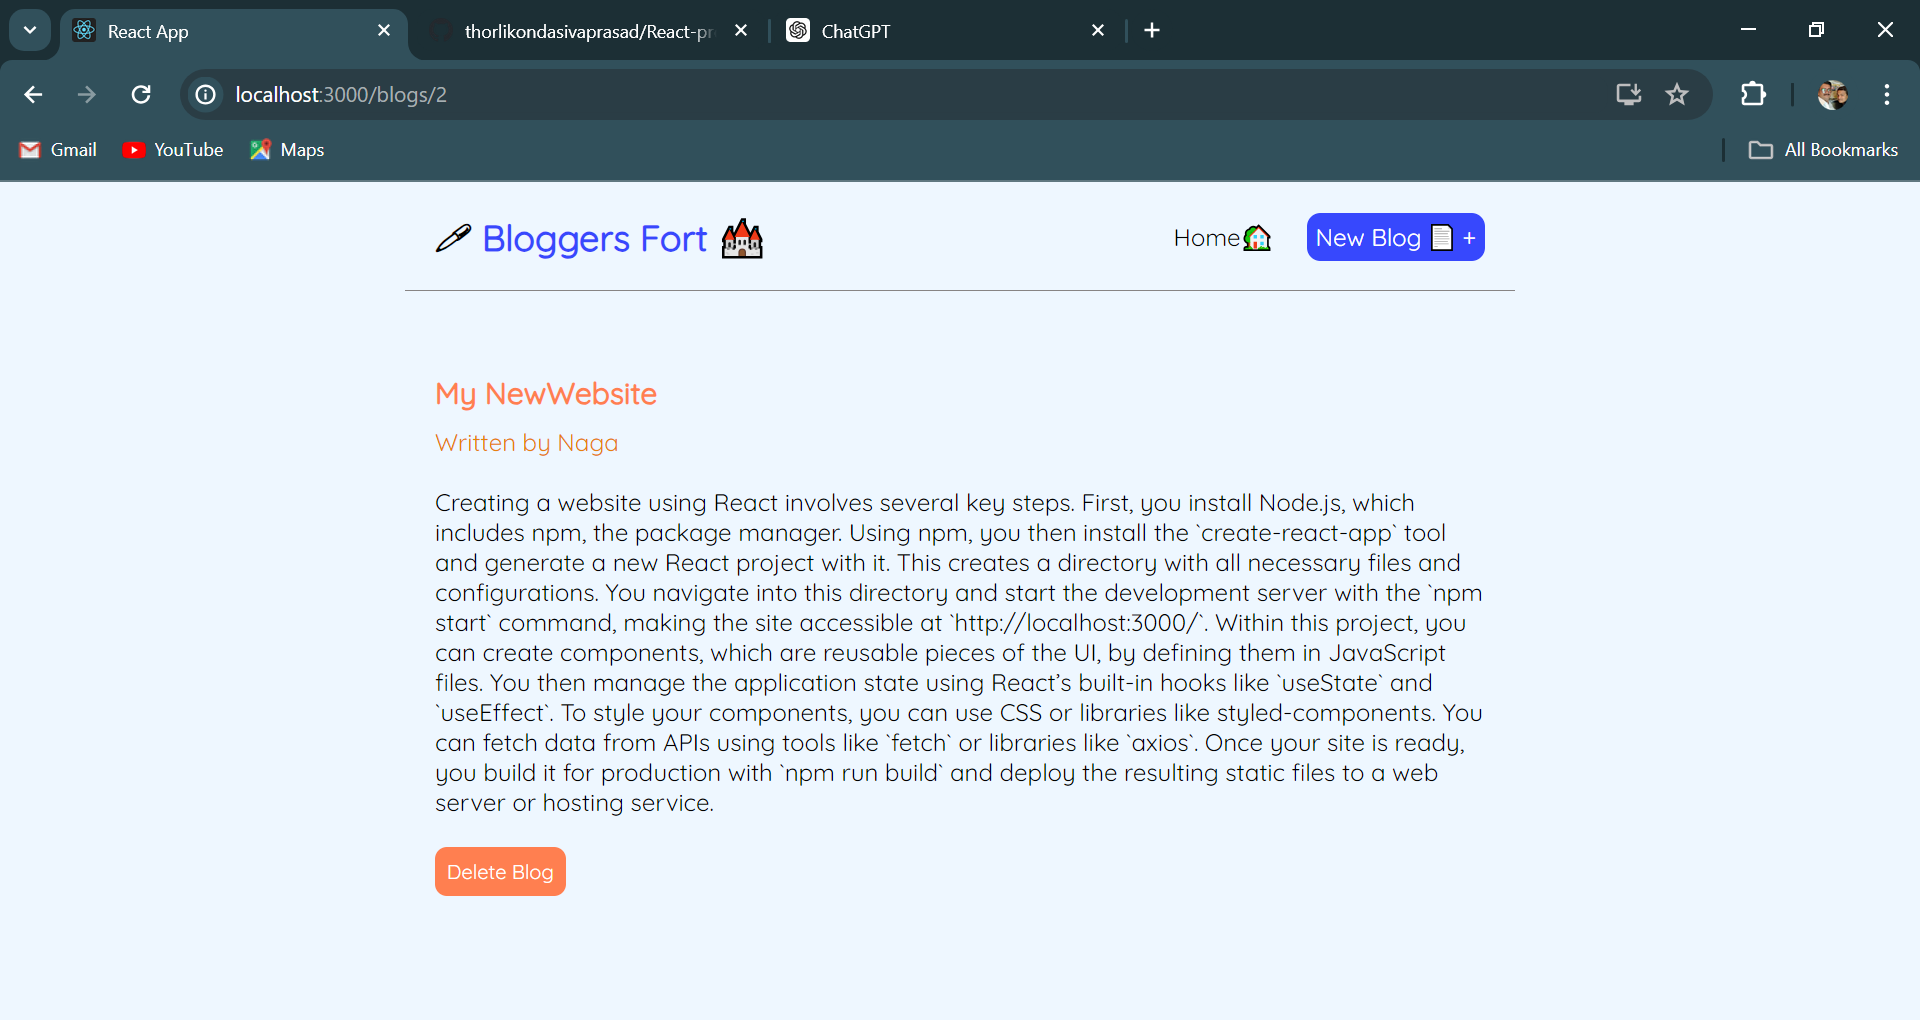 React App
thorlikondasivaprasad/React-pr
ChatGPT
localhost:3000/blogs/2
Gmail
YouTube
Maps
All Bookmarks
Bloggers Fort
Home
New Blog +
My NewWebsite
Written by Naga
Creating a website using React involves several key steps. First, you install Node.js, which
includes npm, the package manager. Using npm, you then install the `create-react-app` tool
and generate a new React project with it. This creates a directory with all necessary files and
configurations. You navigate into this directory and start the development server with the `npm
start` command, making the site accessible at `http://localhost:3000/`. Within this project, you
can create components, which are reusable pieces of the UI, by defining them in JavaScript
files. You then manage the application state using React’s built-in hooks like `useState` and
`useEffect`. To style your components, you can use CSS or libraries like styled-components. You
can fetch data from APIs using tools like `fetch` or libraries like `axios`. Once your site is ready,
you build it for production with `npm run build` and deploy the resulting static files to a web
server or hosting service.
Delete Blog